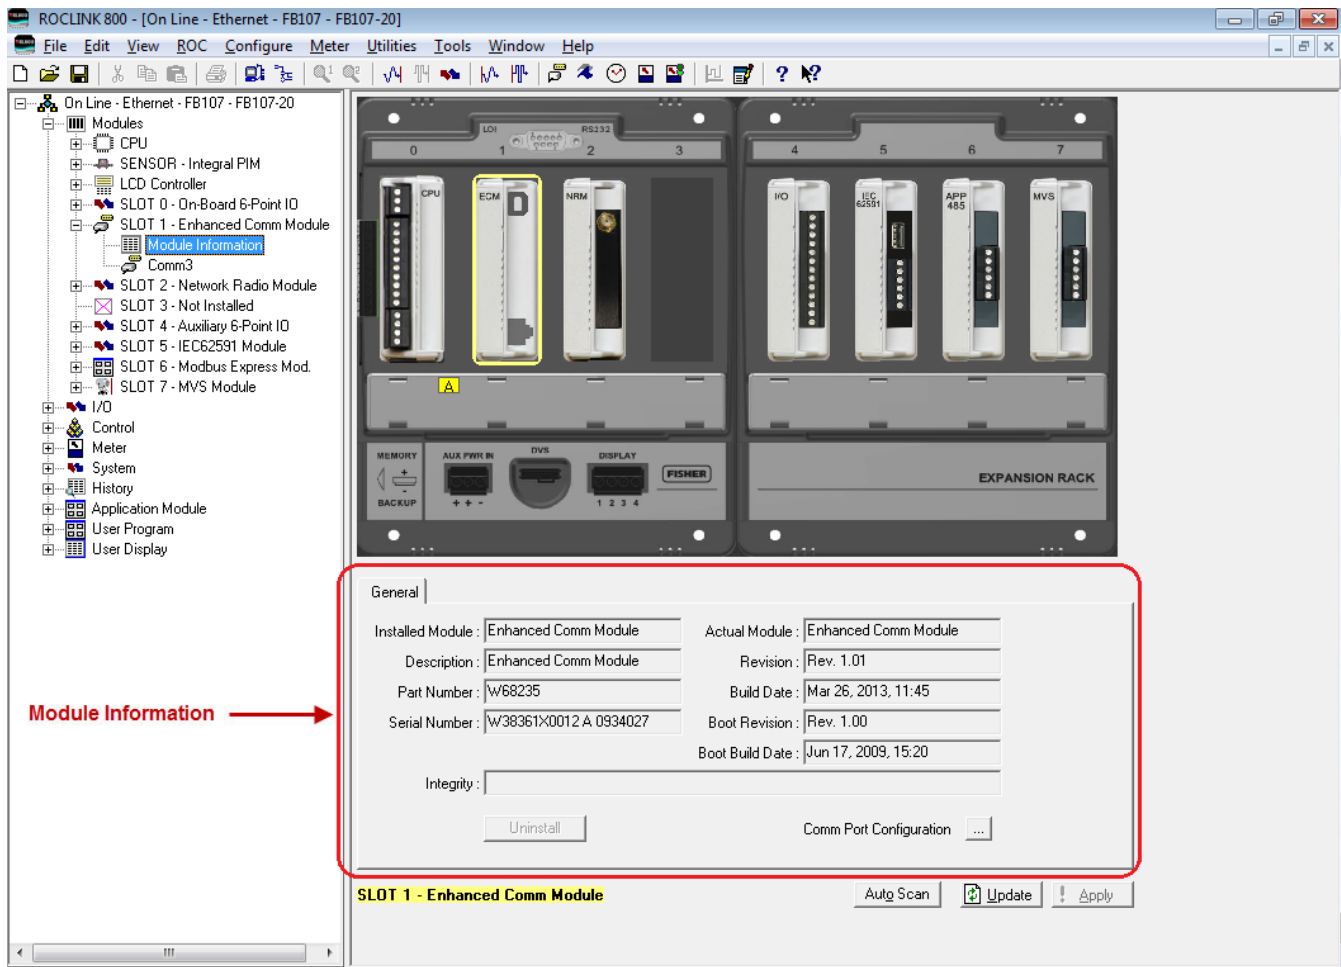 ROCLINK 800 - [On Line - Ethernet - FB107 - FB107-20]
File Edit View ROC Configure Meter Utilities Tools Window Help
On Line - Ethernet - FB107 - FB107-20
Modules
CPU
SENSOR - Integral PIM
LCD Controller
SLOT 0 - On-Board 6-Point IO
SLOT 1 - Enhanced Comm Module
Module Information
Comm3
SLOT 2 - Network Radio Module
SLOT 3 - Not Installed
SLOT 4 - Auxiliary 6-Point IO
SLOT 5 - IEC62591 Module
SLOT 6 - Modbus Express Mod.
SLOT 7 - MVS Module
I/O
Control
Meter
System
History
Application Module
User Program
User Display
LOI RS232
0 1 2 3 4 5 6 7
CPU ECM NRM I/O IEC 62591 APP 485 MVS
D
A
MEMORY BACKUP
AUX PWR IN
+ + -
DVS
DISPLAY
1 2 3 4
FISHER
EXPANSION RACK
Module Information
General
Installed Module : Enhanced Comm Module Actual Module : Enhanced Comm Module
Description : Enhanced Comm Module Revision : Rev. 1.01
Part Number : W68235 Build Date : Mar 26, 2013, 11:45
Serial Number : W38361X0012 A 0934027 Boot Revision : Rev. 1.00
Boot Build Date : Jun 17, 2009, 15:20
Integrity :
Uninstall Comm Port Configuration ...
SLOT 1 - Enhanced Comm Module Auto Scan Update Apply